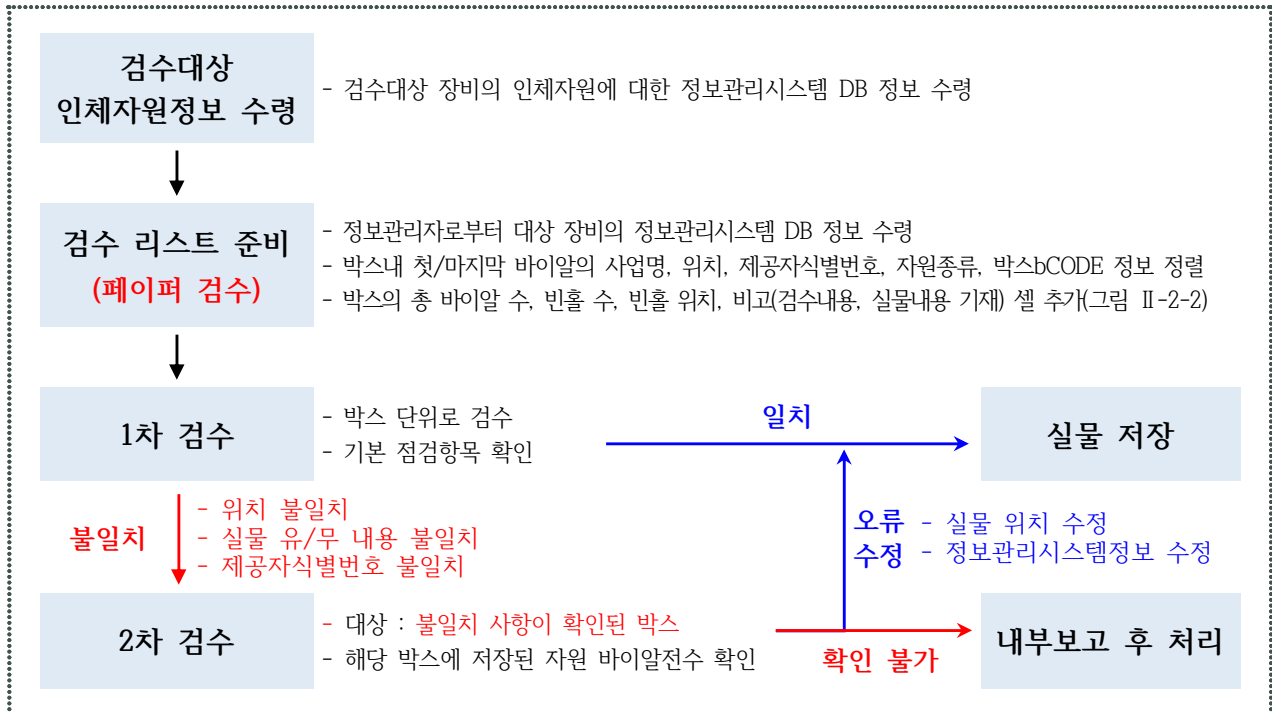 검수대상
인체자원정보 수령
- 검수대상 장비의 인체자원에 대한 정보관리시스템 DB 정보 수령
검수 리스트 준비
(페이퍼 검수)
- 정보관리자로부터 대상 장비의 정보관리시스템 DB 정보 수령
- 박스내 첫/마지막 바이알의 사업명, 위치, 제공자식별번호, 자원종류, 박스bCODE 정보 정렬
- 박스의 총 바이알 수, 빈홀 수, 빈홀 위치, 비고(검수내용, 실물내용 기재) 셀 추가(그림 Ⅱ-2-2)
1차 검수
- 박스 단위로 검수
- 기본 점검항목 확인
일치
실물 저장
불일치
- 위치 불일치
- 실물 유/무 내용 불일치
- 제공자식별번호 불일치
오류
수정
- 실물 위치 수정
- 정보관리시스템정보 수정
2차 검수
- 대상 : 불일치 사항이 확인된 박스
- 해당 박스에 저장된 자원 바이알전수 확인
확인 불가
내부보고 후 처리